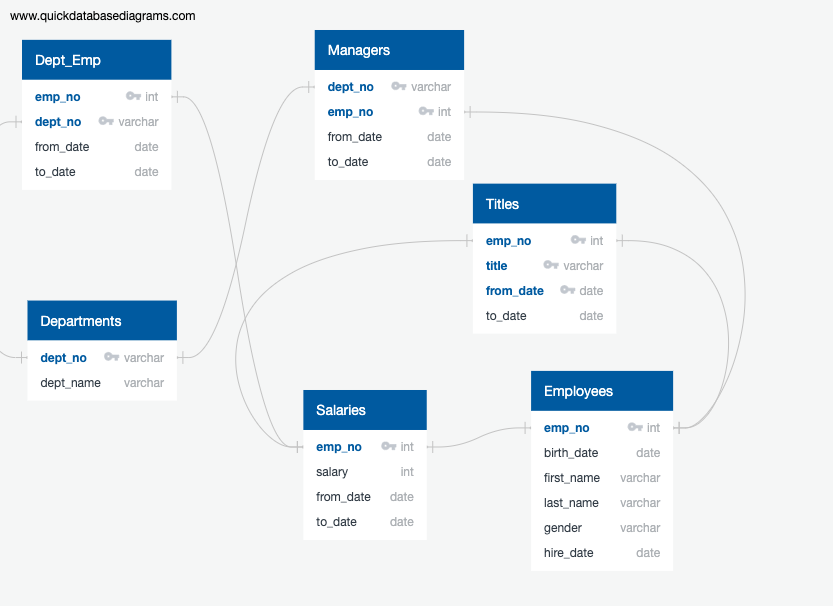 www.quickdatabasediagrams.com
Dept_Emp
emp_no int
dept_no varchar
from_date date
to_date date
Managers
dept_no varchar
emp_no int
from_date date
to_date date
Titles
emp_no int
title varchar
from_date date
to_date date
Departments
dept_no varchar
dept_name varchar
Salaries
emp_no int
salary int
from_date date
to_date date
Employees
emp_no int
birth_date date
first_name varchar
last_name varchar
gender varchar
hire_date date